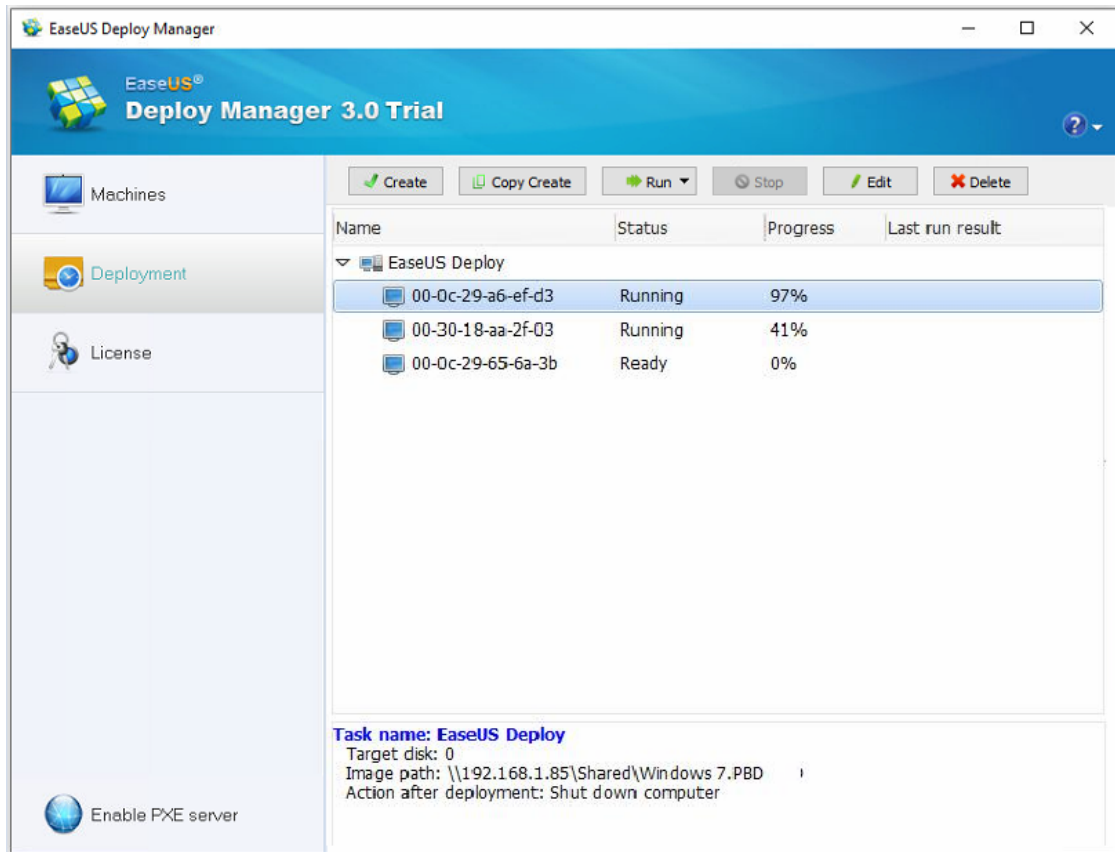 EaseUS Deploy Manager
EaseUS®
Deploy Manager 3.0 Trial
?
Machines
Deployment
License
Enable PXE server
Create Copy Create Run Stop Edit Delete
Name Status Progress Last run result
EaseUS Deploy
00-0c-29-a6-ef-d3 Running 97%
00-30-18-aa-2f-03 Running 41%
00-0c-29-65-6a-3b Ready 0%
Task name: EaseUS Deploy
Target disk: 0
Image path: \\192.168.1.85\Shared\Windows 7.PBD
Action after deployment: Shut down computer